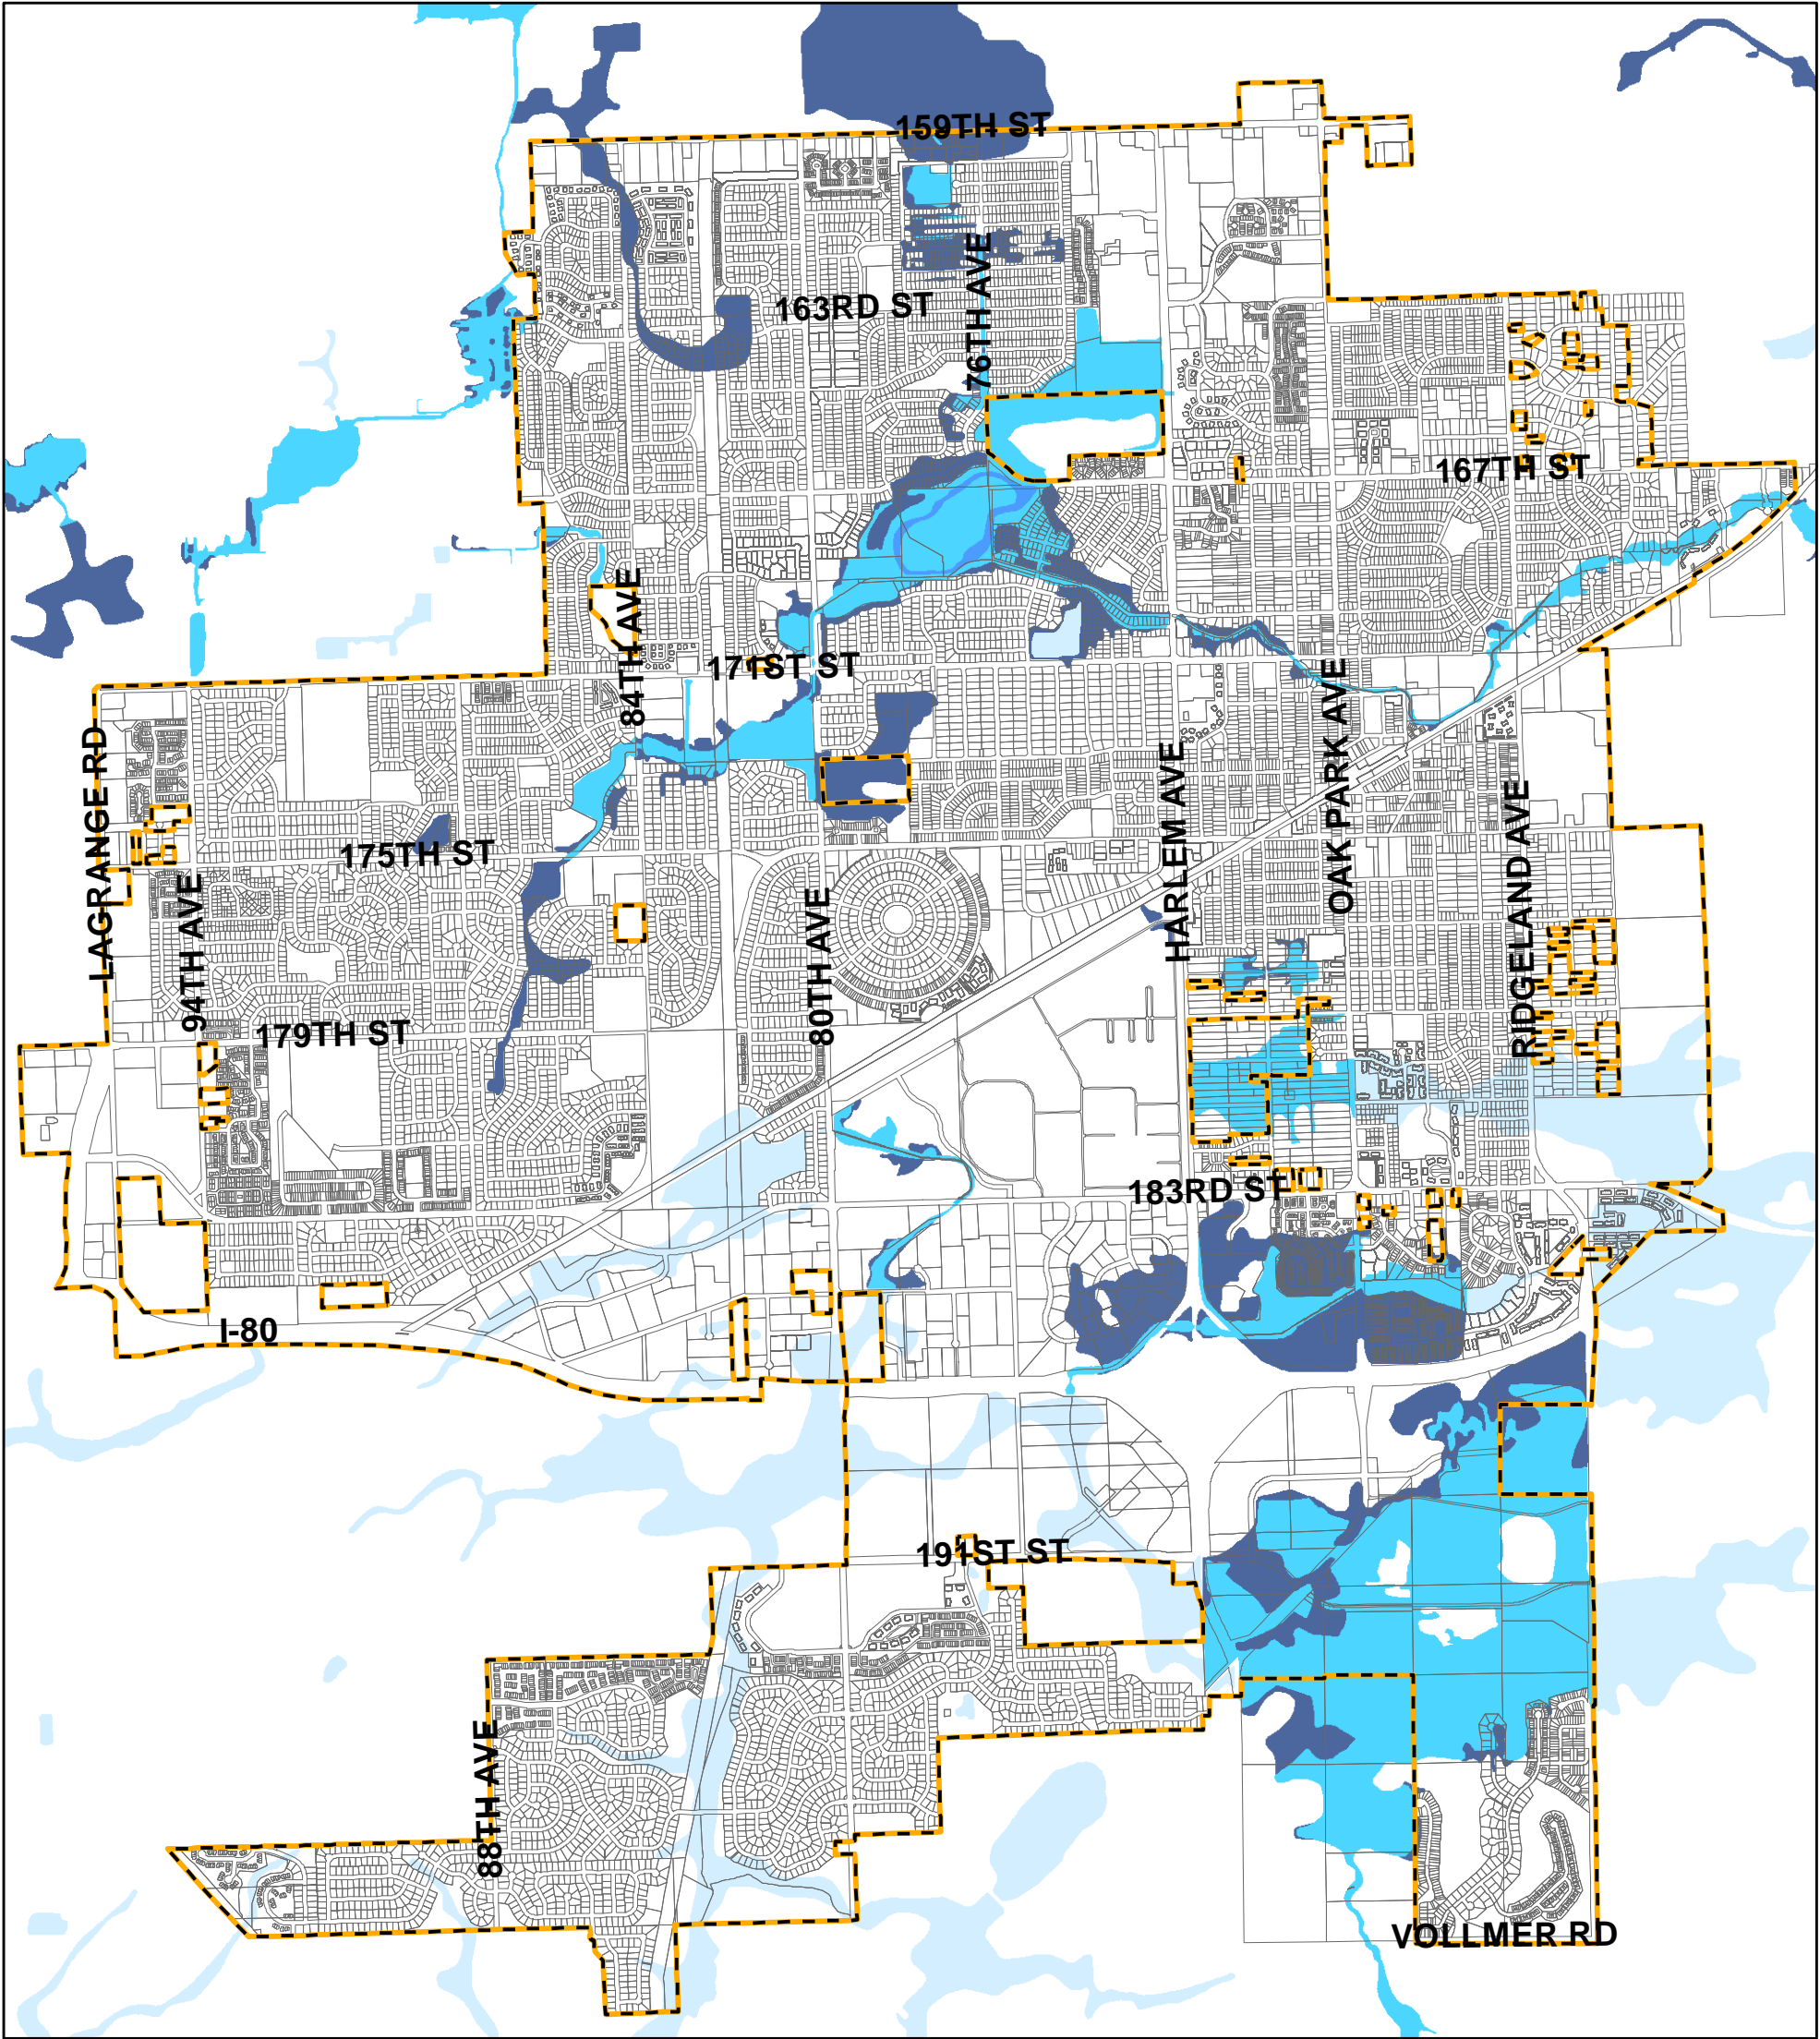 159TH ST
163RD ST
76TH AVE
167TH ST
84TH AVE
171ST ST
OAK PARK AVE
LAGRANGE RD
HARLEM AVE
RIDGELAND AVE
175TH ST
94TH AVE
80TH AVE
179TH ST
183RD ST
I-80
191ST ST
88TH AVE
VOLLMER RD